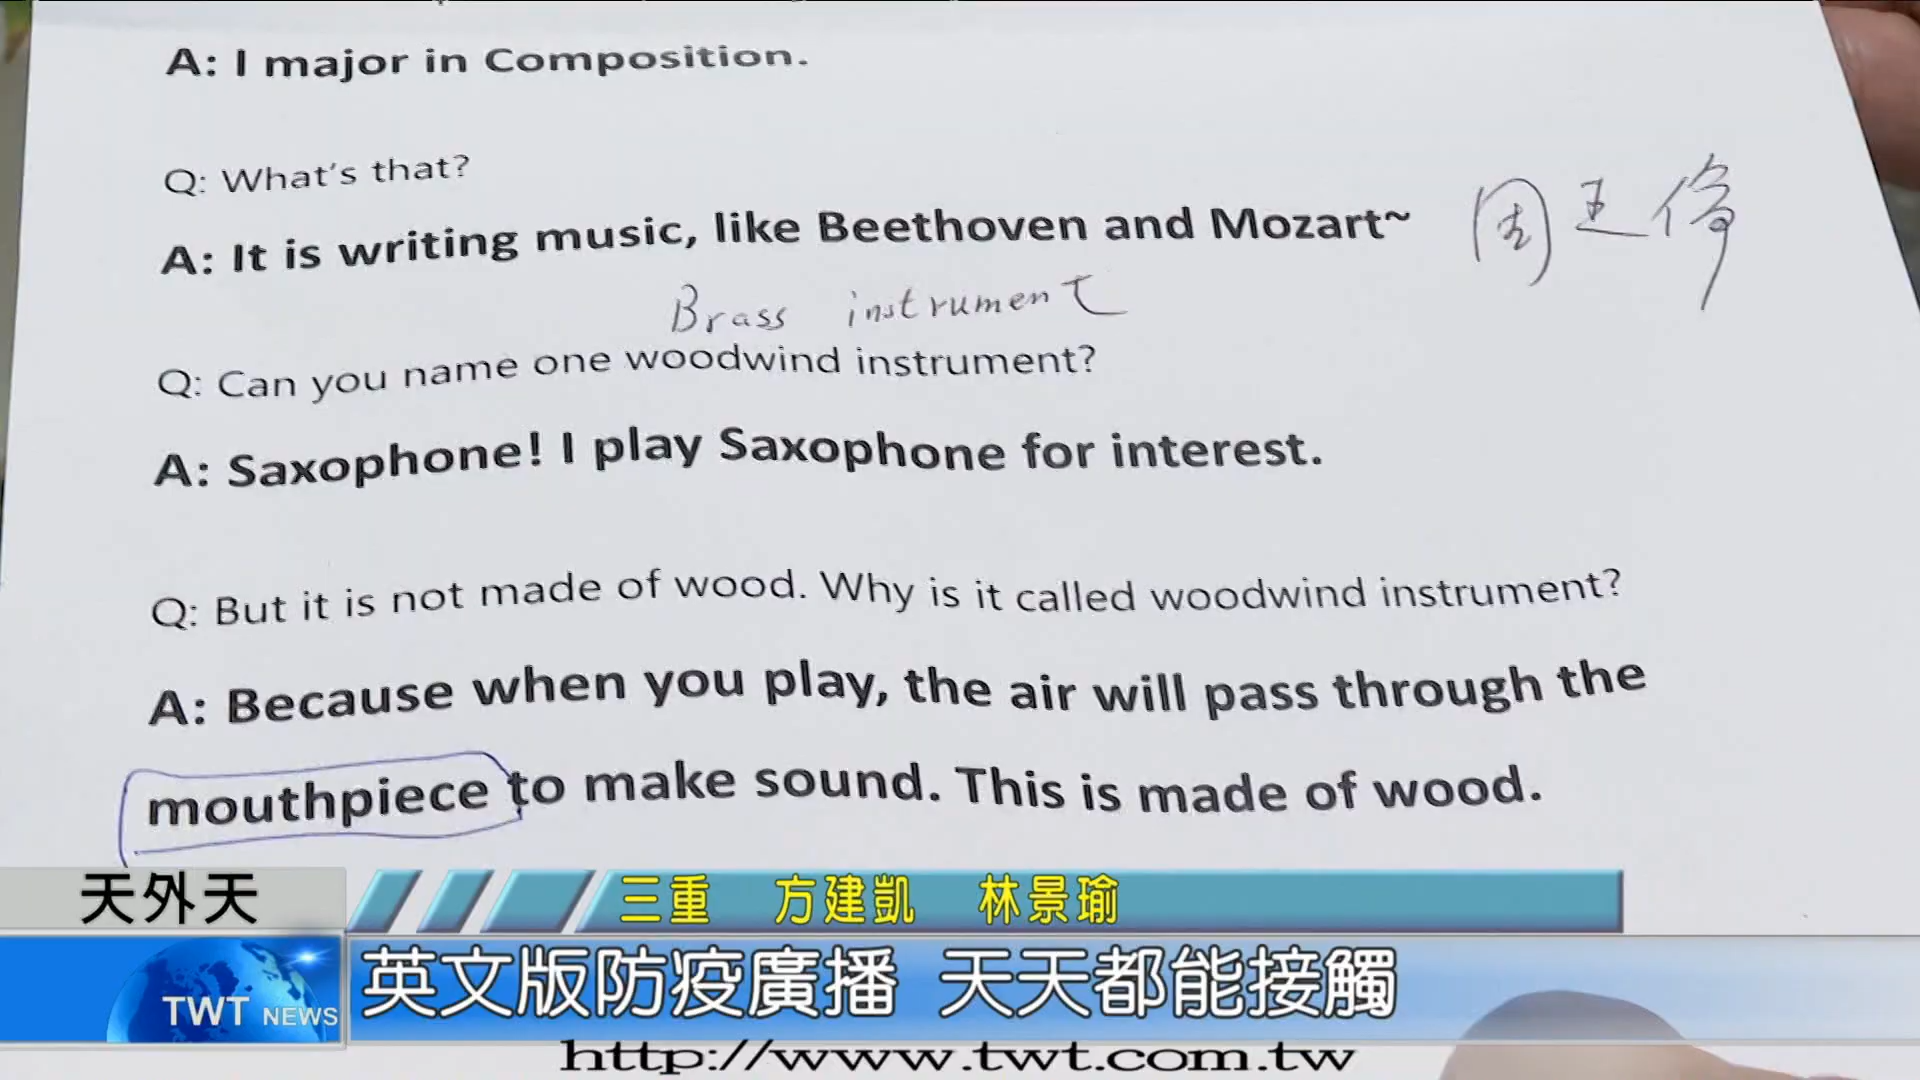 A: I major in Composition.
Q: What's that?
A: It is writing music, like Beethoven and Mozart~
Brass instrument
Q: Can you name one woodwind instrument?
A: Saxophone! I play Saxophone for interest.
Q: But it is not made of wood. Why is it called woodwind instrument?
A: Because when you play, the air will pass through the
mouthpiece to make sound. This is made of wood.
天外天 三重 方建凱 林景瑜
TWT NEWS 英文版防疫廣播 天天都能接觸
http://www.twt.com.tw